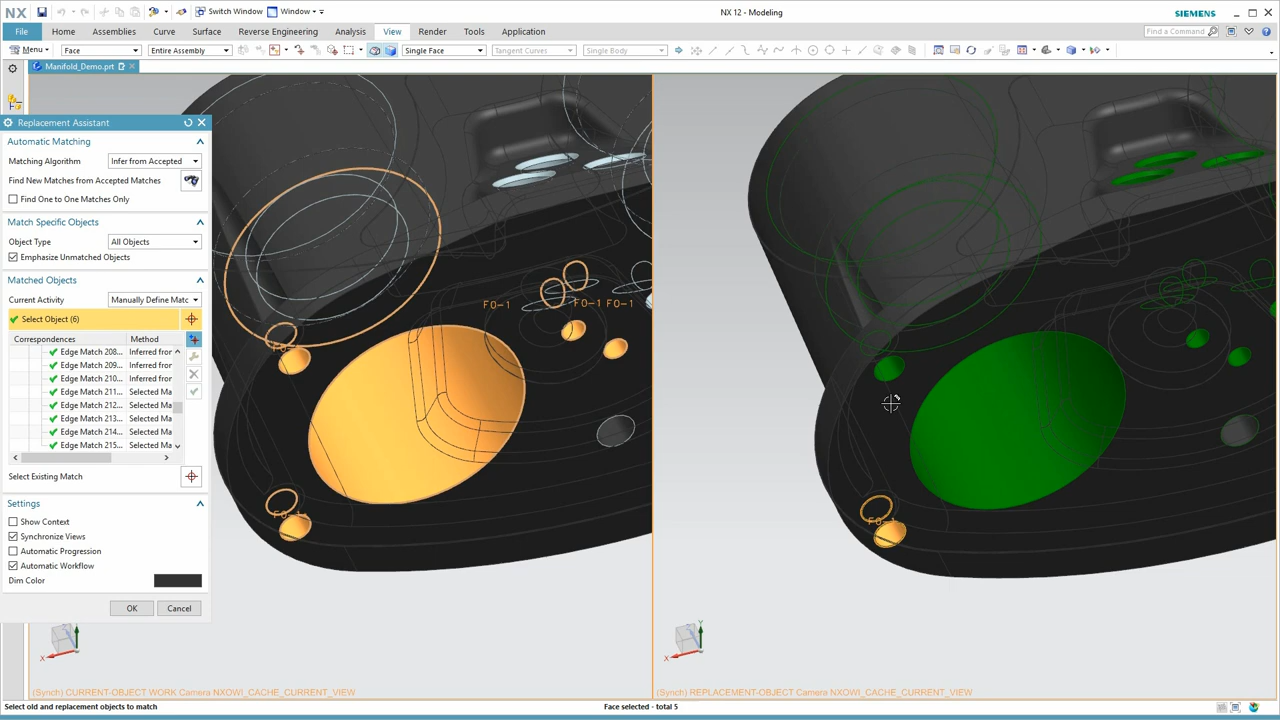 NX
Switch Window
Window
NX 12 - Modeling
SIEMENS
File
Home
Assemblies
Curve
Surface
Reverse Engineering
Analysis
View
Render
Tools
Application
Find a Command
Menu
Face
Entire Assembly
Single Face
Tangent Curves
Single Body
Manifold_Demo.prt
Replacement Assistant
Automatic Matching
Matching Algorithm
Infer from Accepted
Find New Matches from Accepted Matches
Find One to One Matches Only
Match Specific Objects
Object Type
All Objects
Emphasize Unmatched Objects
Matched Objects
Current Activity
Manually Define Matc
Select Object (6)
Correspondences
Method
Edge Match 208... Inferred fror
Edge Match 209... Inferred fror
Edge Match 210... Inferred fror
Edge Match 211... Selected Ma
Edge Match 212... Selected Ma
Edge Match 213... Selected Ma
Edge Match 214... Selected Ma
Edge Match 215... Selected Ma
Select Existing Match
Settings
Show Context
Synchronize Views
Automatic Progression
Automatic Workflow
Dim Color
OK
Cancel
FO-1
FO-1 FO-1
X
X
Y
(Synch) CURRENT-OBJECT WORK Camera NXOWI_CACHE_CURRENT_VIEW
(Synch) REPLACEMENT-OBJECT Camera NXOWI_CACHE_CURRENT_VIEW
Select old and replacement objects to match
Face selected - total 5